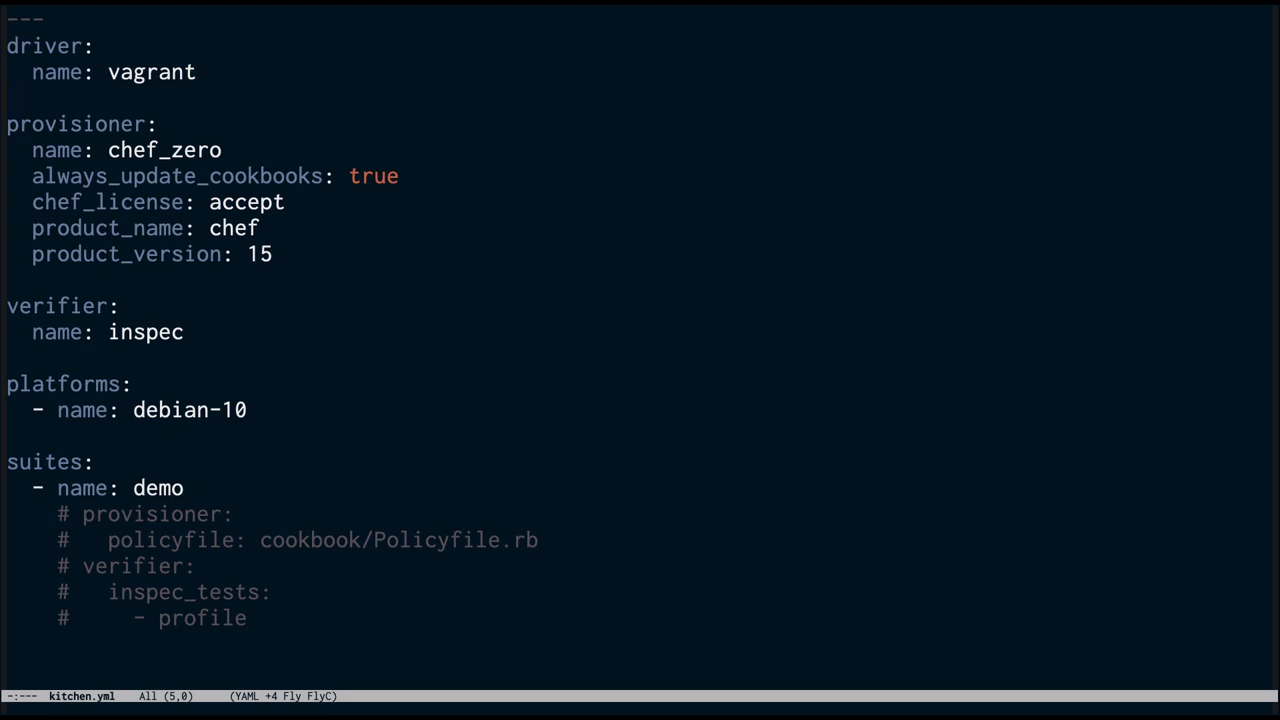 ---
driver:
  name: vagrant

provisioner:
  name: chef_zero
  always_update_cookbooks: true
  chef_license: accept
  product_name: chef
  product_version: 15

verifier:
  name: inspec

platforms:
  - name: debian-10

suites:
  - name: demo
    # provisioner:
    #   policyfile: cookbook/Policyfile.rb
    # verifier:
    #   inspec_tests:
    #     - profile
-:---  kitchen.yml   All (5,0)     (YAML +4 Fly FlyC)